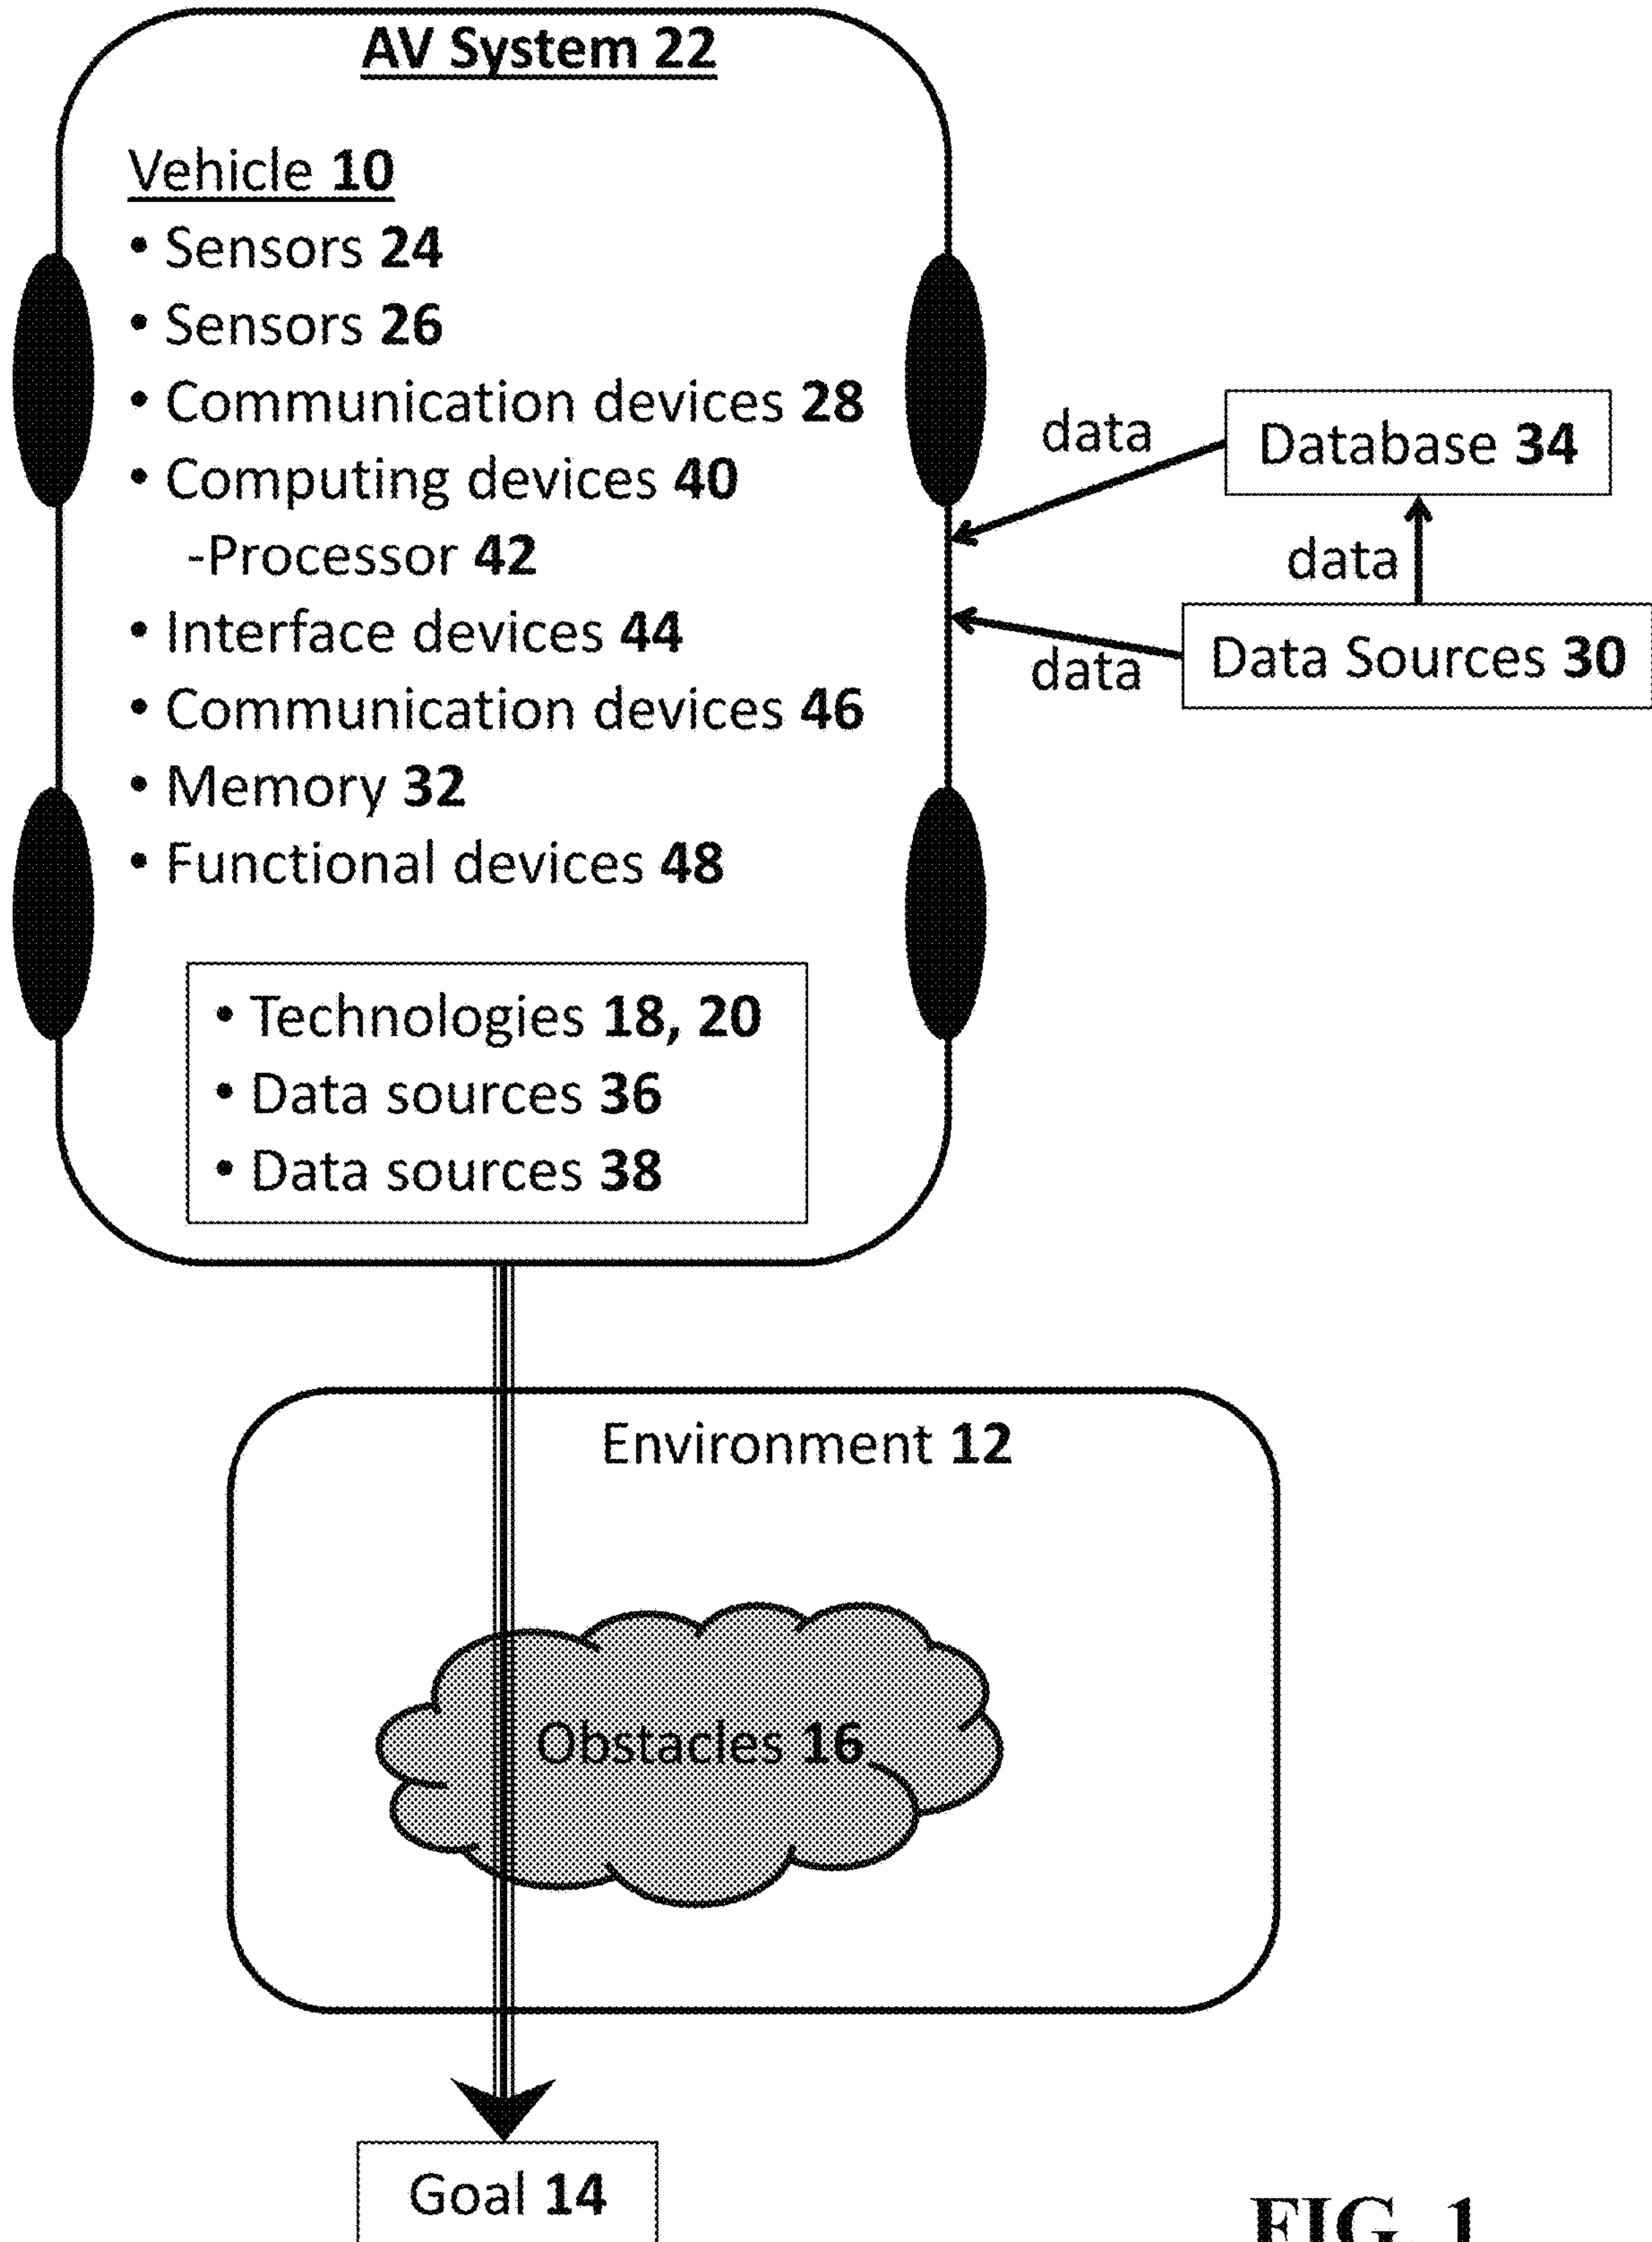 AV System 22
Vehicle 10
• Sensors 24
• Sensors 26
• Communication devices 28
• Computing devices 40
-Processor 42
• Interface devices 44
• Communication devices 46
• Memory 32
• Functional devices 48
• Technologies 18, 20
• Data sources 36
• Data sources 38
data
Database 34
data
data
Data Sources 30
Environment 12
Obstacles 16
Goal 14
FIG. 1